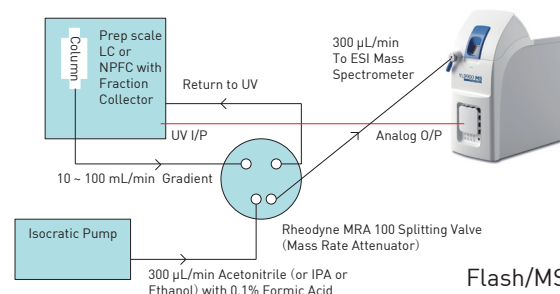 Column
Prep scale
LC or
NPFC with
Fraction
Collector
300 µL/min
To ESI Mass
Spectrometer
Return to UV
UV I/P
Analog O/P
10 ~ 100 mL/min Gradient
Isocratic Pump
Rheodyne MRA 100 Splitting Valve
(Mass Rate Attenuator)
300 µL/min Acetonitrile (or IPA or
Ethanol) with 0.1% Formic Acid
Flash/MS